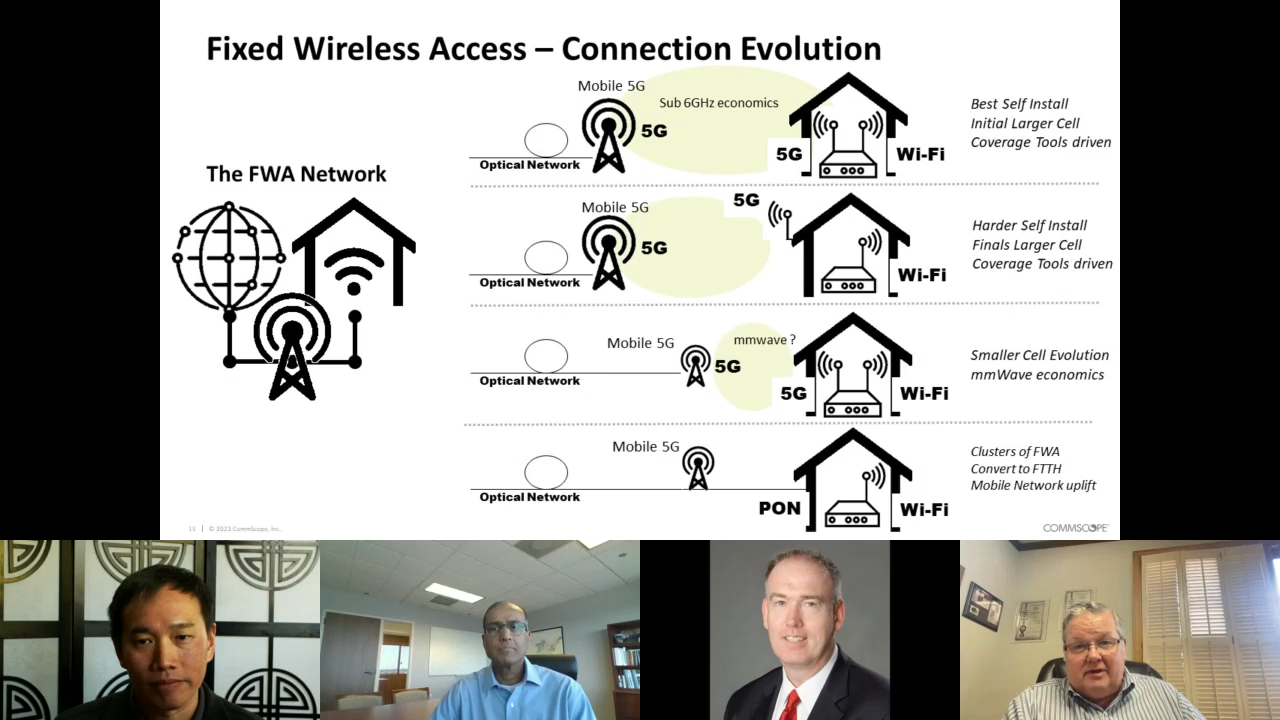 Fixed Wireless Access – Connection Evolution
The FWA Network
Mobile 5G
Sub 6GHz economics
5G
Optical Network
5G
Wi-Fi
Best Self Install
Initial Larger Cell
Coverage Tools driven
Mobile 5G
5G
5G
Optical Network
Wi-Fi
Harder Self Install
Finals Larger Cell
Coverage Tools driven
Mobile 5G
mmwave ?
5G
Optical Network
5G
Wi-Fi
Smaller Cell Evolution
mmWave economics
Mobile 5G
Optical Network
PON
Wi-Fi
Clusters of FWA
Convert to FTTH
Mobile Network uplift
15 | © 2023 CommScope, Inc.
COMMSCOPE